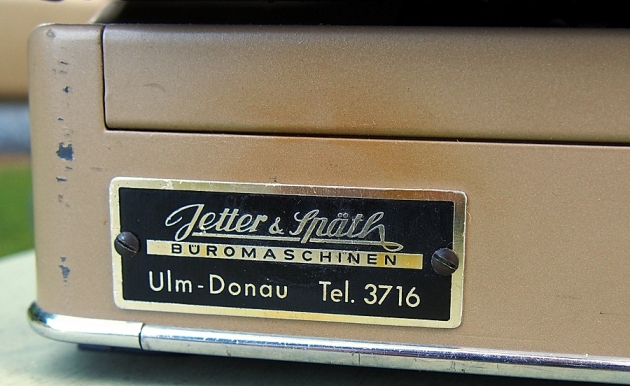 Jetter & Späth
BÜROMASCHINEN
Ulm-Donau Tel. 3716